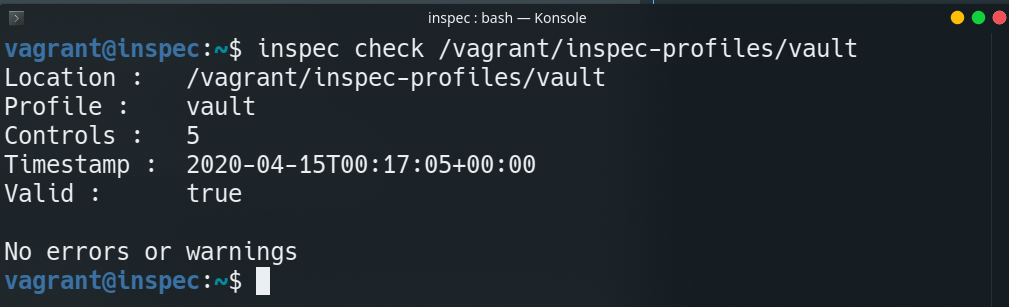 inspec : bash — Konsole
vagrant@inspec:~$ inspec check /vagrant/inspec-profiles/vault
Location :   /vagrant/inspec-profiles/vault
Profile :    vault
Controls :   5
Timestamp :  2020-04-15T00:17:05+00:00
Valid :      true

No errors or warnings
vagrant@inspec:~$